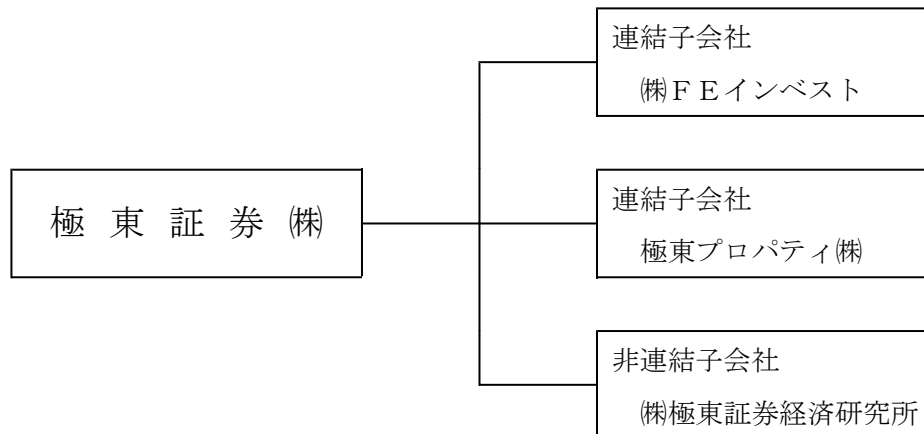 連結子会社
㈱ＦＥインベスト
極東証券㈱
連結子会社
極東プロパティ㈱
非連結子会社
㈱極東証券経済研究所